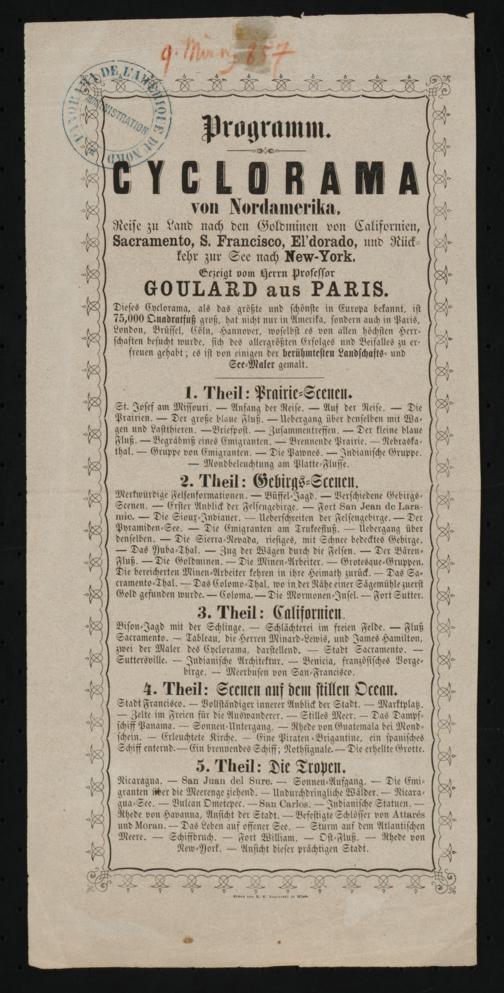 9. März 857
PANORAMA DE L'AMÉRIQUE DU NORD
ADMINISTRATION
Programm.
CYCLORAMA
von Nordamerika,
Reise zu Land nach den Goldminen von Californien,
Sacramento, S. Francisco, El'dorado, und Rück-
kehr zur See nach New-York.
Gezeigt vom Herrn Professor
GOULARD aus PARIS.
Dieses Cyclorama, als das größte und schönste in Europa bekannt, ist
75,000 Quadratfuß groß, hat nicht nur in Amerika, sondern auch in Paris,
London, Brüssel, Cöln, Hannover, woselbst es von allen höchsten Herr-
schaften besucht wurde, sich des allergrößten Erfolges und Beifalles zu er-
freuen gehabt; es ist von einigen der berühmtesten Landschafts- und
See-Maler gemalt.
1. Theil: Prairie-Scenen.
St. Josef am Missouri. — Anfang der Reise. — Auf der Reise. — Die
Prairien. — Der große blaue Fluß. — Uebergang über denselben mit Wa-
gen und Lastthieren. — Briefpost. — Zusammentreffen. — Der kleine blaue
Fluß. — Begräbniß eines Emigranten. — Brennende Prairie. — Nebraska-
thal. — Gruppe von Emigranten. — Die Pawnes. — Indianische Gruppe.
— Mondbeleuchtung am Platte-Flusse.
2. Theil: Gebirgs-Scenen.
Merkwürdige Felsenformationen. — Büffel-Jagd. — Verschiedene Gebirgs-
Scenen. — Erster Anblick der Felsengebirge. — Fort San Jean de Lara-
mie. — Die Sioux-Indianer. — Ueberschreiten der Felsengebirge. — Der
Pyramiden-See. — Die Emigranten am Trukeefluß. — Uebergang über
denselben. — Die Sierra-Nevada, riesiges, mit Schnee bedecktes Gebirge.
— Das Yuba-Thal. — Zug der Wägen durch die Felsen. — Der Bären-
Fluß. — Die Goldminen. — Die Minen-Arbeiter. — Grotesque-Gruppen.
Die bereicherten Minen-Arbeiter kehren in ihre Heimath zurück. — Das Sa-
cramento-Thal. — Das Colomo-Thal, wo in der Nähe einer Sägemühle zuerst
Gold gefunden wurde. — Coloma. — Die Mormonen-Insel. — Fort Sutter.
3. Theil: Californien.
Bison-Jagd mit der Schlinge. — Schlächterei im freien Felde. — Fluß
Sacramento. — Tableau, die Herren Minard-Lewis, und James Hamilton,
zwei der Maler des Cyclorama, darstellend. — Stadt Sacramento. —
Suttersville. — Indianische Architektur. — Benicia, französisches Vorge-
birge. — Meerbusen von San-Francisco.
4. Theil: Scenen auf dem stillen Ocean.
Stadt Francisco. — Vollständiger innerer Anblick der Stadt. — Marktplatz.
— Zelte im Freien für die Auswanderer. — Stilles Meer. — Das Dampf-
schiff Panama. — Sonnen-Untergang. — Rhede von Guatemala bei Mond-
schein. — Erleuchtete Kirche. — Eine Piraten-Brigantine, ein spanisches
Schiff enternd. — Ein brennendes Schiff; Nothsignale. — Die erhellte Grotte.
5. Theil: Die Tropen.
Nicaragua. — San Juan del Sure. — Sonnen-Aufgang. — Die Emi-
granten über die Meerenge ziehend. — Undurchdringliche Wälder. — Nicara-
gua-See. — Vulcan Ometepec. — San Carlos. — Indianische Statuen. —
Rhede von Havanna, Ansicht der Stadt. — Befestigte Schlösser von Attarés
und Moran. — Das Leben auf offener See. — Sturm auf dem Atlantischen
Meere. — Schiffbruch. — Fort William. — Ost-Fluß. — Rhede von
New-York. — Ansicht dieser prächtigen Stadt.